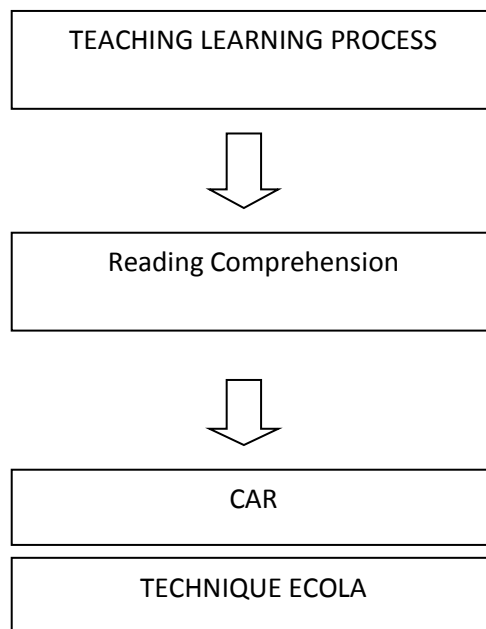 TEACHING LEARNING PROCESS
Reading Comprehension
CAR
TECHNIQUE ECOLA